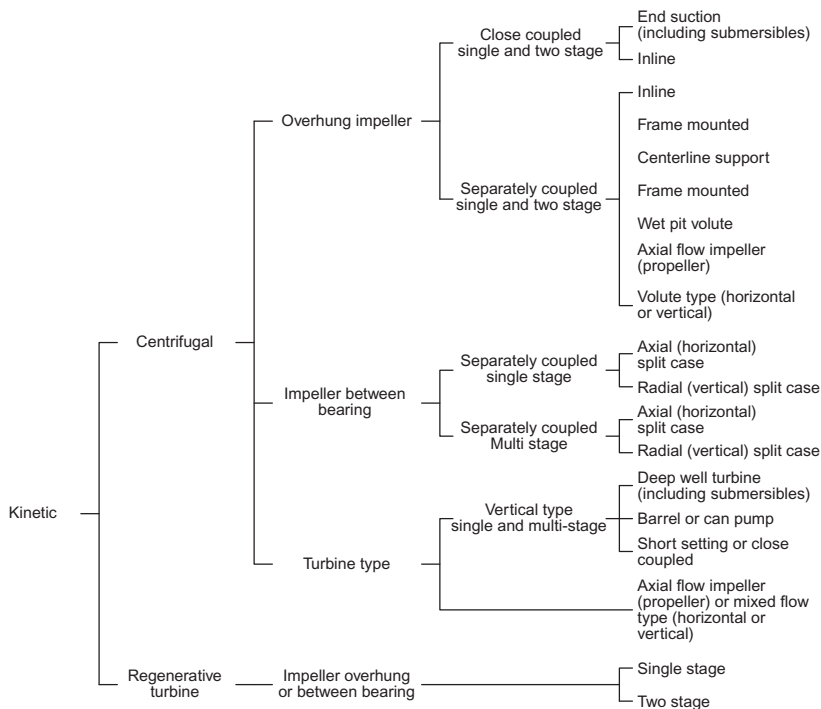 Kinetic
Centrifugal
Overhung impeller
Close coupled
single and two stage
End suction
(including submersibles)
Inline
Separately coupled
single and two stage
Inline
Frame mounted
Centerline support
Frame mounted
Wet pit volute
Axial flow impeller
(propeller)
Volute type (horizontal
or vertical)
Impeller between
bearing
Separately coupled
single stage
Axial (horizontal)
split case
Radial (vertical) split case
Separately coupled
Multi stage
Axial (horizontal)
split case
Radial (vertical) split case
Turbine type
Vertical type
single and multi-stage
Deep well turbine
(including submersibles)
Barrel or can pump
Short setting or close
coupled
Axial flow impeller
(propeller) or mixed flow
type (horizontal or
vertical)
Regenerative
turbine
Impeller overhung
or between bearing
Single stage
Two stage